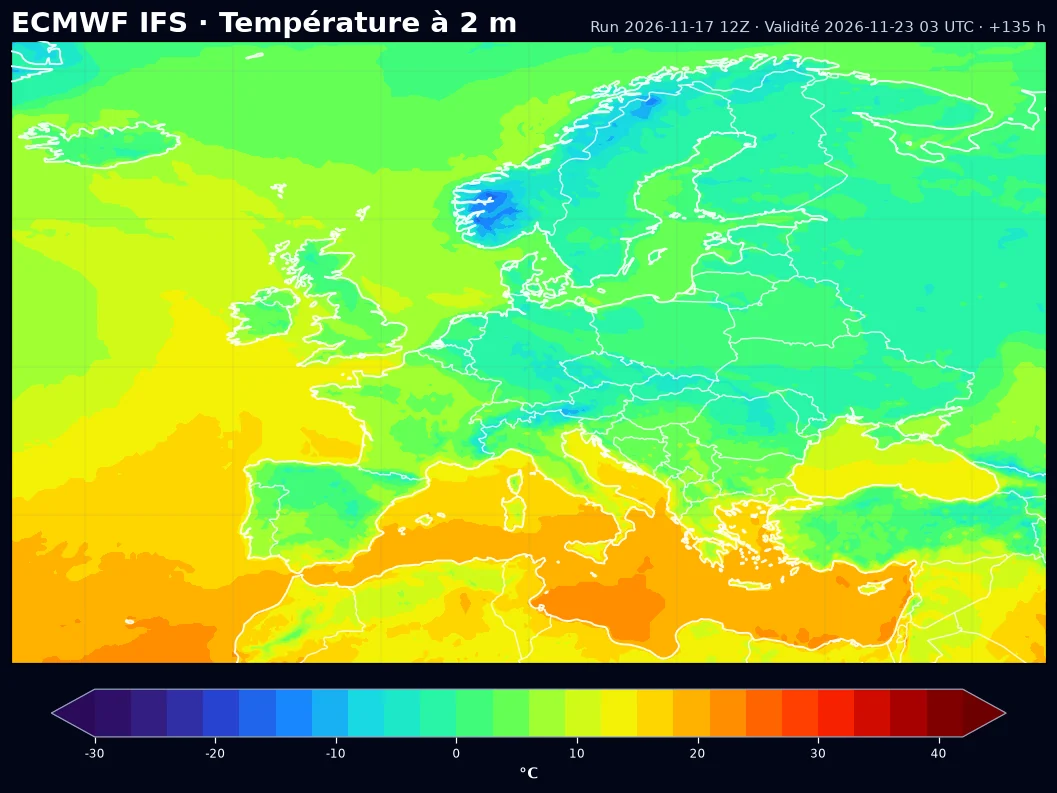 ECMWF IFS · Température à 2 m
Run 2026-11-17 12Z · Validité 2026-11-23 03 UTC · +135 h
-30 -20 -10 0 10 20 30 40
°C